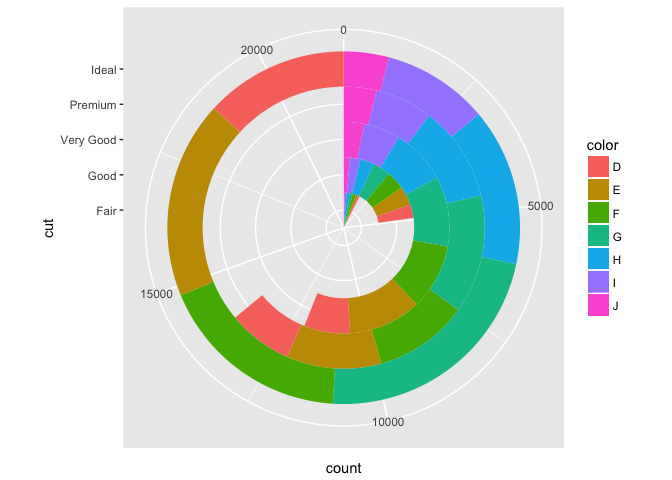 0
20000
Ideal
Premium
Very Good
Good
Fair
cut
5000
15000
10000
count
color
D
E
F
G
H
I
J